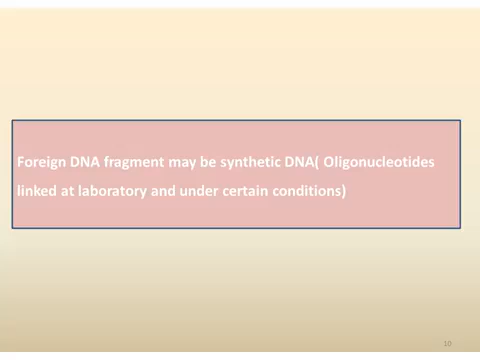 Foreign DNA fragment may be synthetic DNA( Oligonucleotides
linked at laboratory and under certain conditions)
10